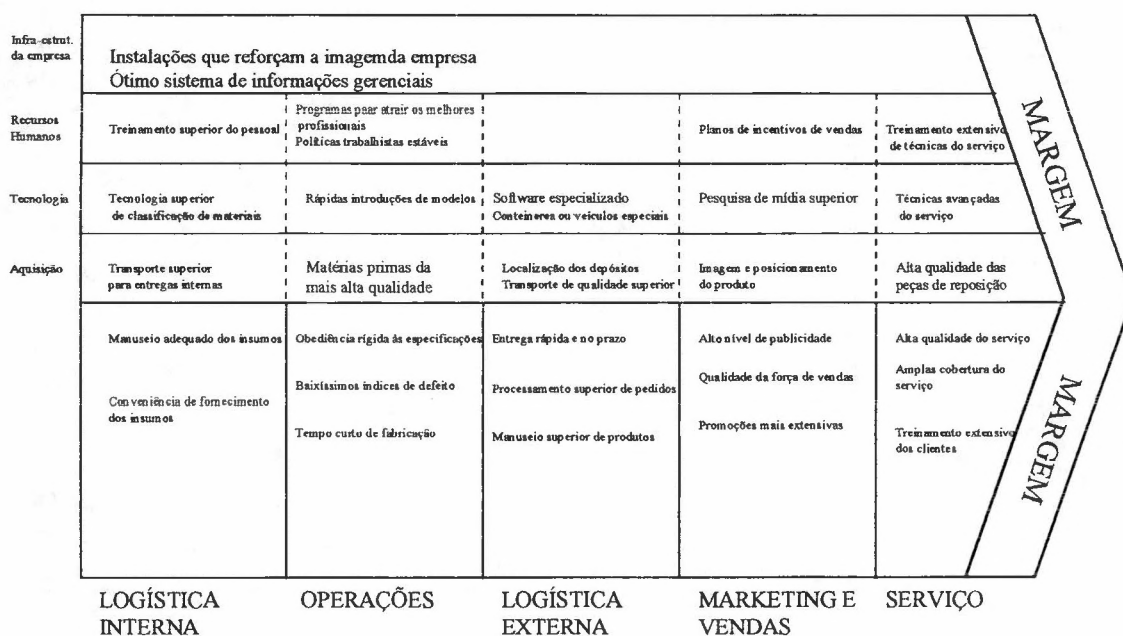 Infra-estrut.
da empresa
Instalações que reforçam a imagemda empresa
Ótimo sistema de informações gerenciais
Recursos
Humanos
Treinamento superior do pessoal
Programas paar atrair os melhores
profissionais
Políticas trabalhistas estáveis
Planos de incentivos de vendas
Treinamento extensivo
de técnicas do serviço
Tecnologia
Tecnologia superior
de classificação de materiais
Rápidas introduções de modelos
Software especializado
Conteineres ou veículos especiais
Pesquisa de mídia superior
Técnicas avançadas
do serviço
Aquisição
Transporte superior
para entregas internas
Matérias primas da
mais alta qualidade
Localização dos depósitos
Transporte de qualidade superior
Imagem e posicionamento
do produto
Alta qualidade das
peças de reposição
MARGEM
Manuseio adequado dos insumos
Conveniência de fornecimento
dos insumos
Obediência rígida às especificações
Baixíssimos índices de defeito
Tempo curto de fabricação
Entrega rápida e no prazo
Processamento superior de pedidos
Manuseio superior de produtos
Alto nível de publicidade
Qualidade da força de vendas
Promoções mais extensivas
Alta qualidade do serviço
Amplas cobertura do
serviço
Treinamento extensivo
dos clientes
MARGEM
LOGÍSTICA
INTERNA
OPERAÇÕES
LOGÍSTICA
EXTERNA
MARKETING E
VENDAS
SERVIÇO